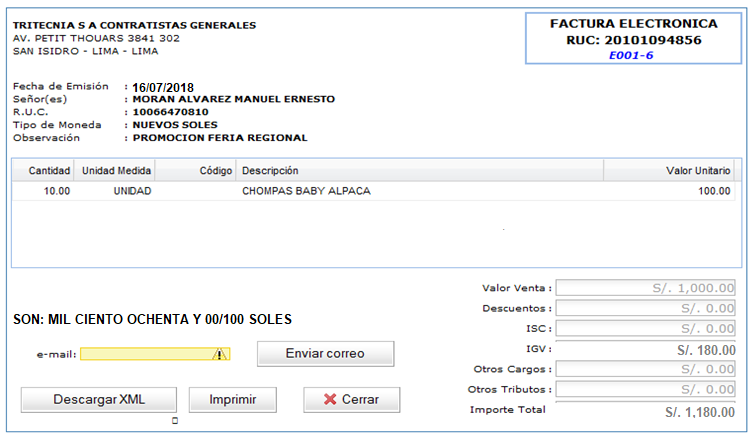 TRITECNIA S A CONTRATISTAS GENERALES
AV. PETIT THOUARS 3841 302
SAN ISIDRO - LIMA - LIMA
FACTURA ELECTRONICA
RUC: 20101094856
E001-6
Fecha de Emisión : 16/07/2018
Señor(es) : MORAN ALVAREZ MANUEL ERNESTO
R.U.C. : 10066470810
Tipo de Moneda : NUEVOS SOLES
Observación : PROMOCION FERIA REGIONAL
Cantidad Unidad Medida Código Descripción Valor Unitario
10.00 UNIDAD CHOMPAS BABY ALPACA 100.00
Valor Venta : S/. 1,000.00
Descuentos : S/. 0.00
SON: MIL CIENTO OCHENTA Y 00/100 SOLES
ISC : S/. 0.00
e-mail: Enviar correo
IGV : S/. 180.00
Otros Cargos : S/. 0.00
Otros Tributos : S/. 0.00
Descargar XML Imprimir Cerrar
Importe Total S/. 1,180.00